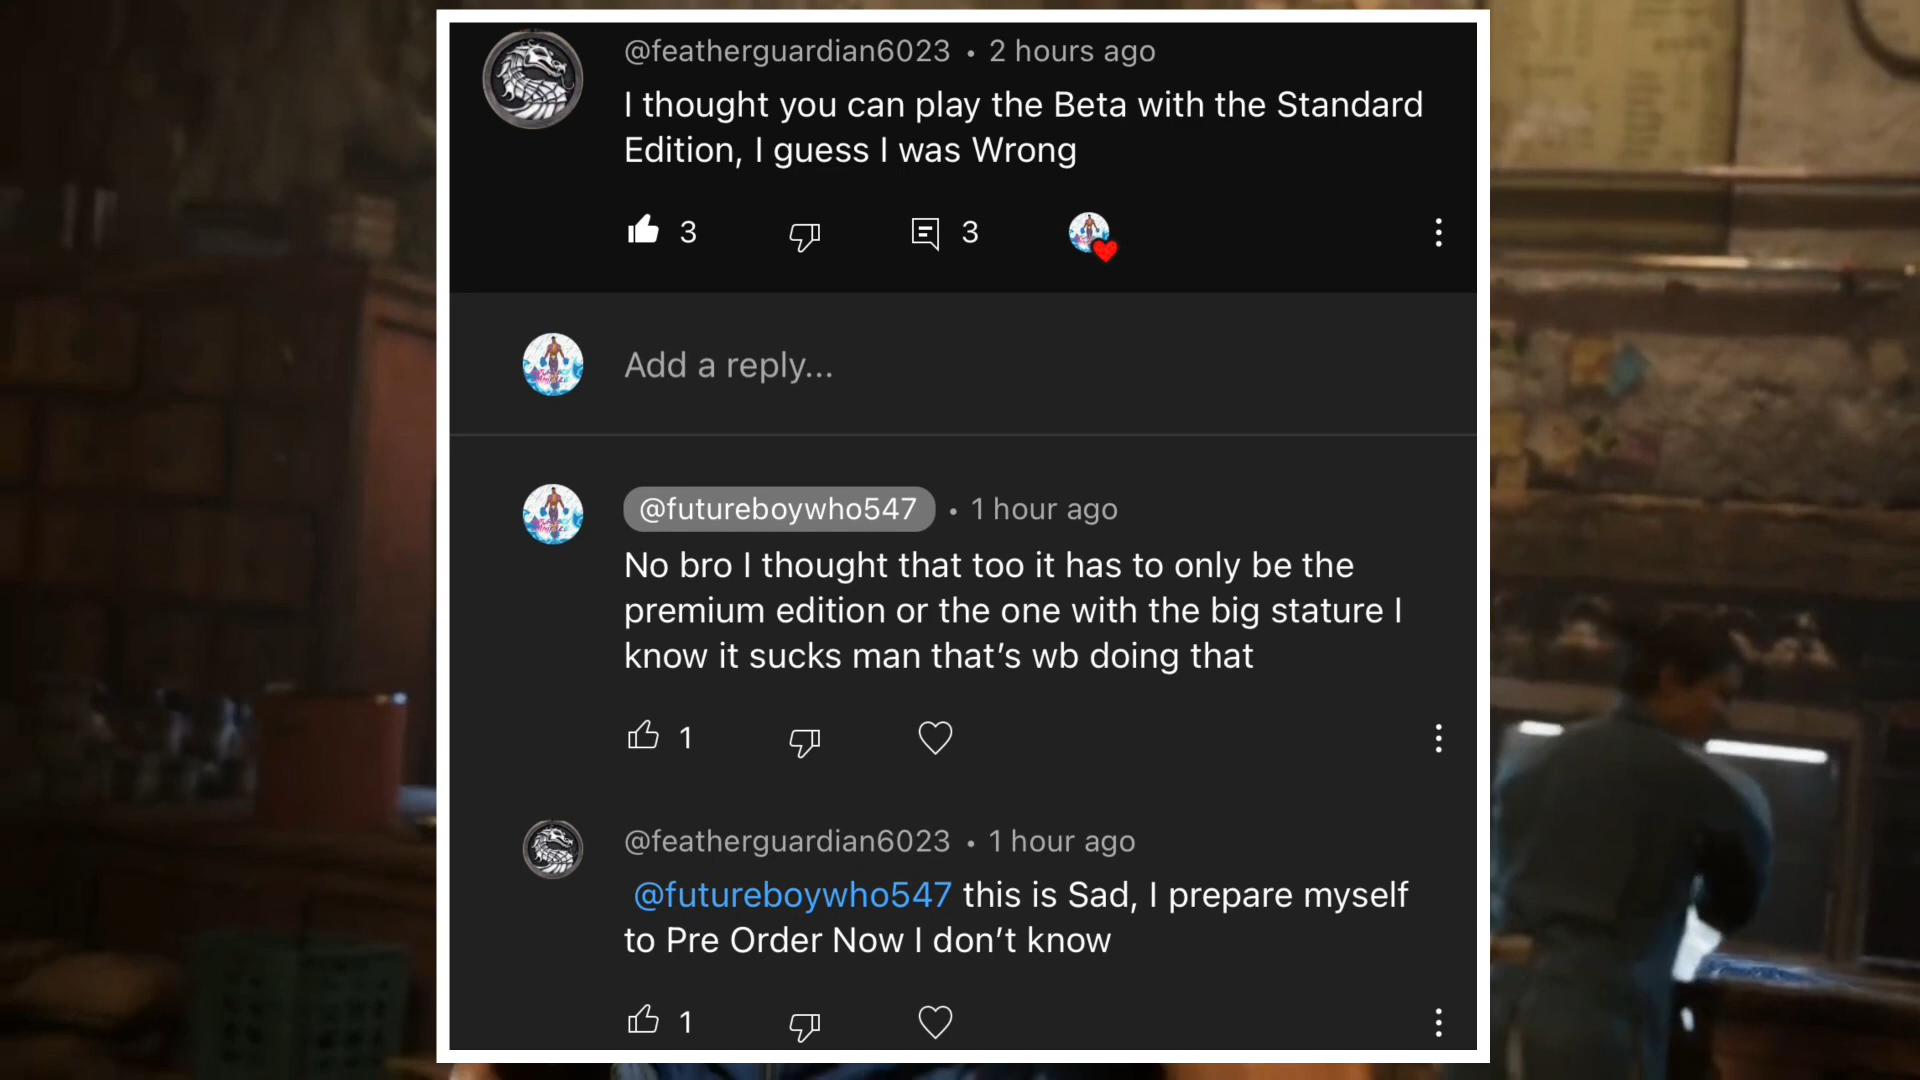 @featherguardian6023 • 2 hours ago
I thought you can play the Beta with the Standard
Edition, I guess I was Wrong
3
3
Add a reply...
@futureboywho547 • 1 hour ago
No bro I thought that too it has to only be the
premium edition or the one with the big stature I
know it sucks man that’s wb doing that
1
@featherguardian6023 • 1 hour ago
@futureboywho547 this is Sad, I prepare myself
to Pre Order Now I don’t know
1